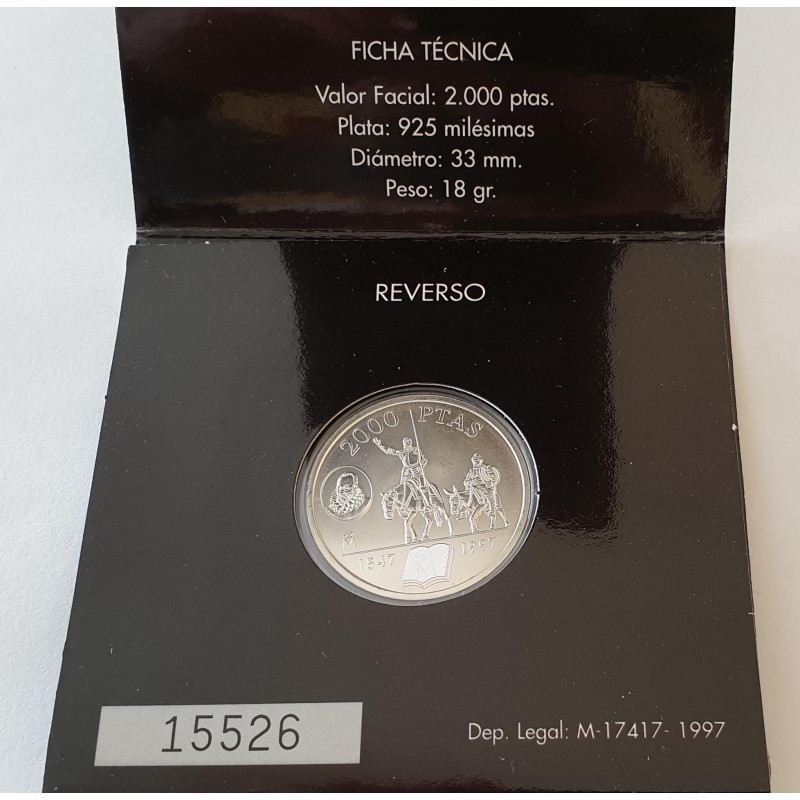 FICHA TÉCNICA
Valor Facial: 2.000 ptas.
Plata: 925 milésimas
Diámetro: 33 mm.
Peso: 18 gr.
REVERSO
2000 PTAS
M
1547 1997
15526
Dep. Legal: M-17417- 1997